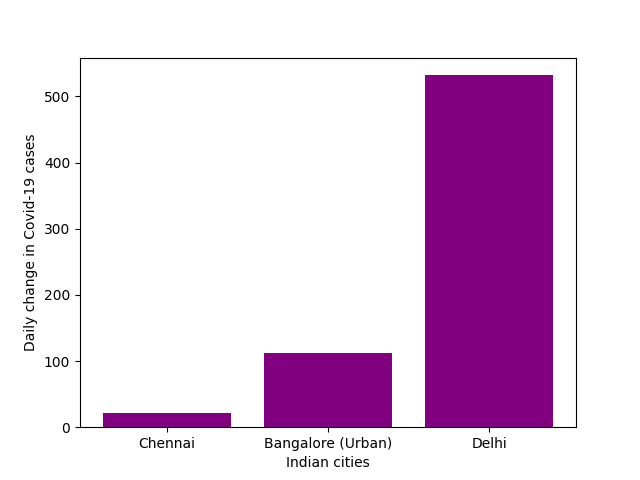 500
400
300
200
100
0
Daily change in Covid-19 cases
Chennai
Bangalore (Urban)
Delhi
Indian cities